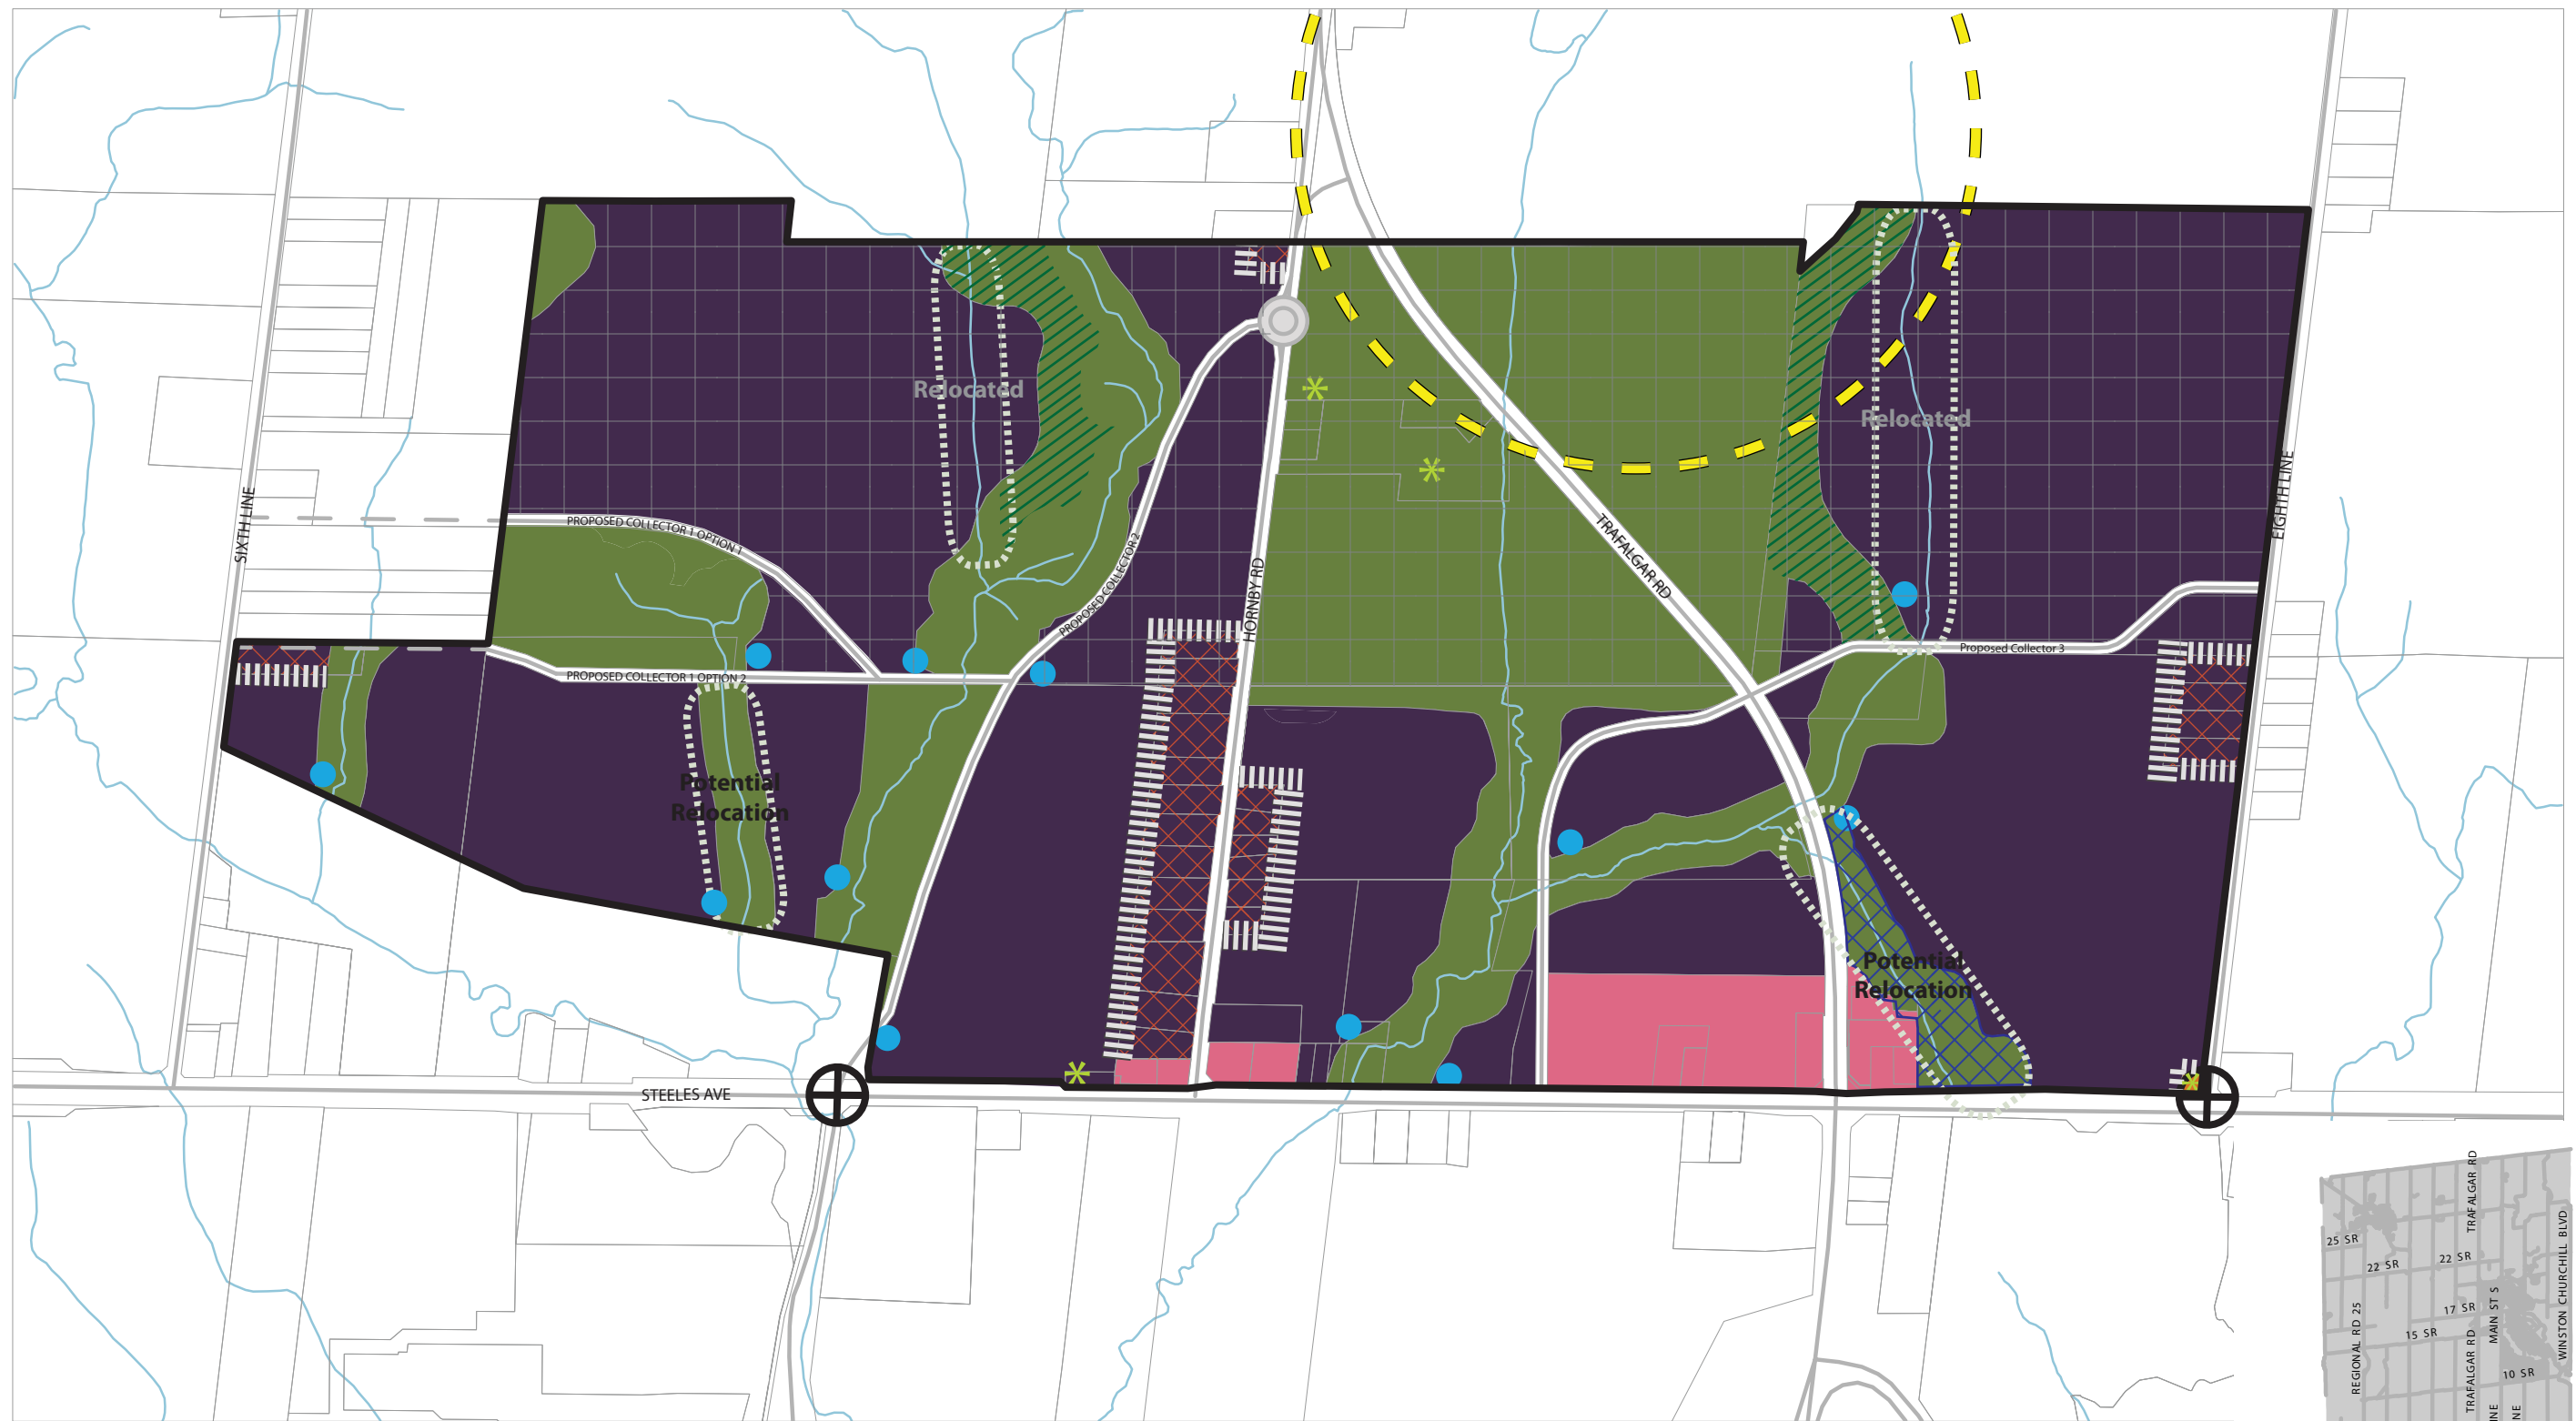 Relocated
Relocated
SIXTH LINE
PROPOSED COLLECTOR 1 OPTION 1
PROPOSED COLLECTOR 2
HORNBY RD
TRAFALGAR RD
EIGHTH LINE
Proposed Collector 3
PROPOSED COLLECTOR 1 OPTION 2
Potential
Relocation
Potential
Relocation
STEELES AVE
TRAFALGAR RD
25 SR
22 SR
22 SR
WINSTON CHURCHILL BLVD
REGIONAL RD 25
17 SR
MAIN ST S
15 SR
TRAFALGAR RD
10 SR
NE
NE